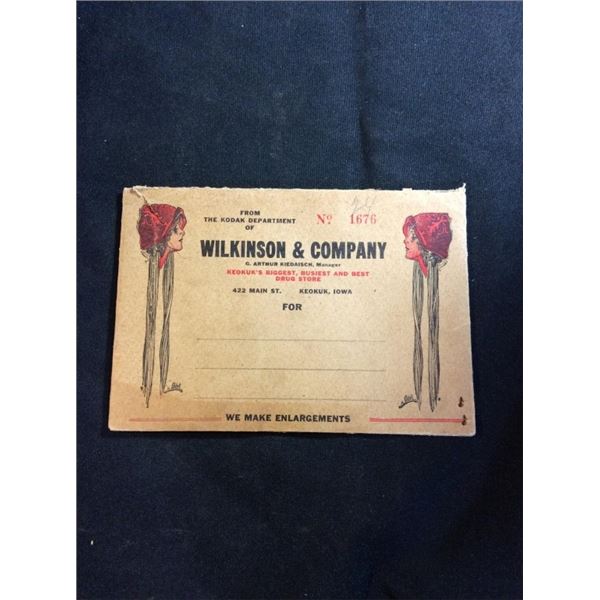 FROM
THE KODAK DEPARTMENT
OF
Nº 1676
24
WILKINSON & COMPANY
G. ARTHUR KIEDAISCH, Manager
KEOKUK'S BIGGEST, BUSIEST AND BEST
DRUG STORE
422 MAIN ST. KEOKUK, IOWA
FOR
WE MAKE ENLARGEMENTS